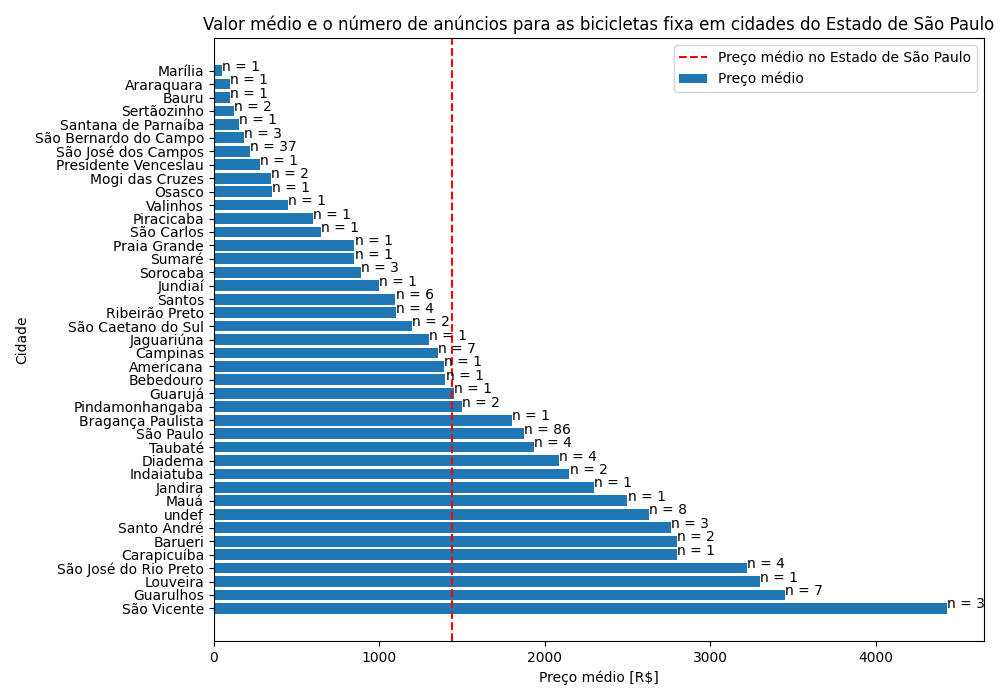 Valor médio e o número de anúncios para as bicicletas fixa em cidades do Estado de São Paulo
Preço médio no Estado de São Paulo
Preço médio
Marília n = 1
Araraquara n = 1
Bauru n = 1
Sertãozinho n = 2
Santana de Parnaíba n = 1
São Bernardo do Campo n = 3
São José dos Campos n = 37
Presidente Venceslau n = 1
Mogi das Cruzes n = 2
Osasco n = 1
Valinhos n = 1
Piracicaba n = 1
São Carlos n = 1
Praia Grande n = 1
Sumaré n = 1
Sorocaba n = 3
Jundiaí n = 1
Santos n = 6
Ribeirão Preto n = 4
São Caetano do Sul n = 2
Jaguariúna n = 1
Campinas n = 7
Americana n = 1
Bebedouro n = 1
Guarujá n = 1
Pindamonhangaba n = 2
Bragança Paulista n = 1
São Paulo n = 86
Taubaté n = 4
Diadema n = 4
Indaiatuba n = 2
Jandira n = 1
Mauá n = 1
undef n = 8
Santo André n = 3
Barueri n = 2
Carapicuíba n = 1
São José do Rio Preto n = 4
Louveira n = 1
Guarulhos n = 7
São Vicente n = 3
Cidade
0 1000 2000 3000 4000
Preço médio [R$]